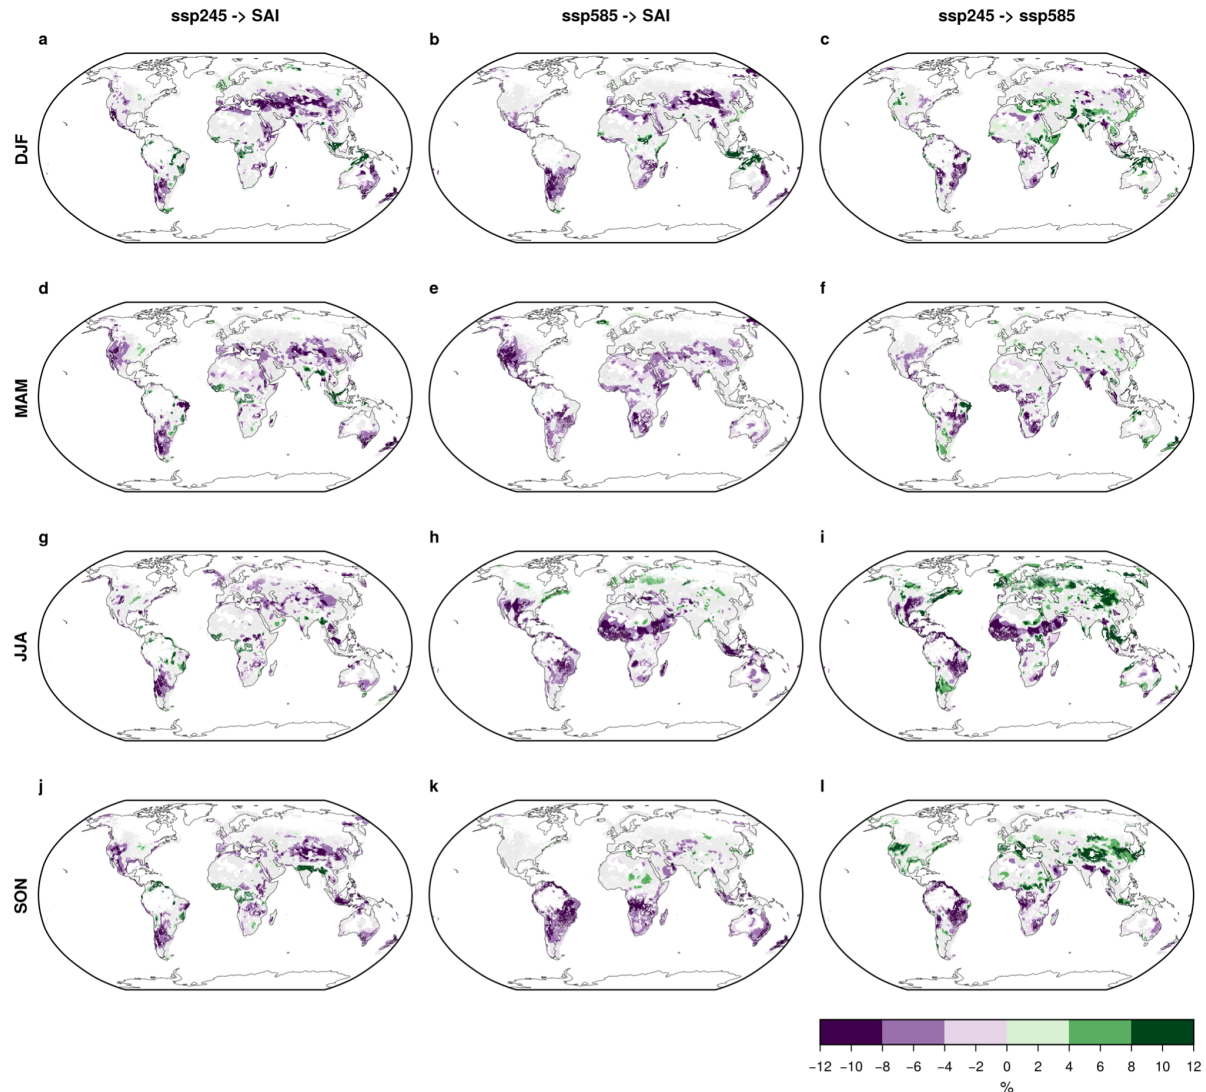 ssp245 -> SAI ssp585 -> SAI ssp245 -> ssp585
a b c
DJF
d e f
MAM
g h i
JJA
j k l
SON
−12 −10 −8 −6 −4 −2 0 2 4 6 8 10 12
%